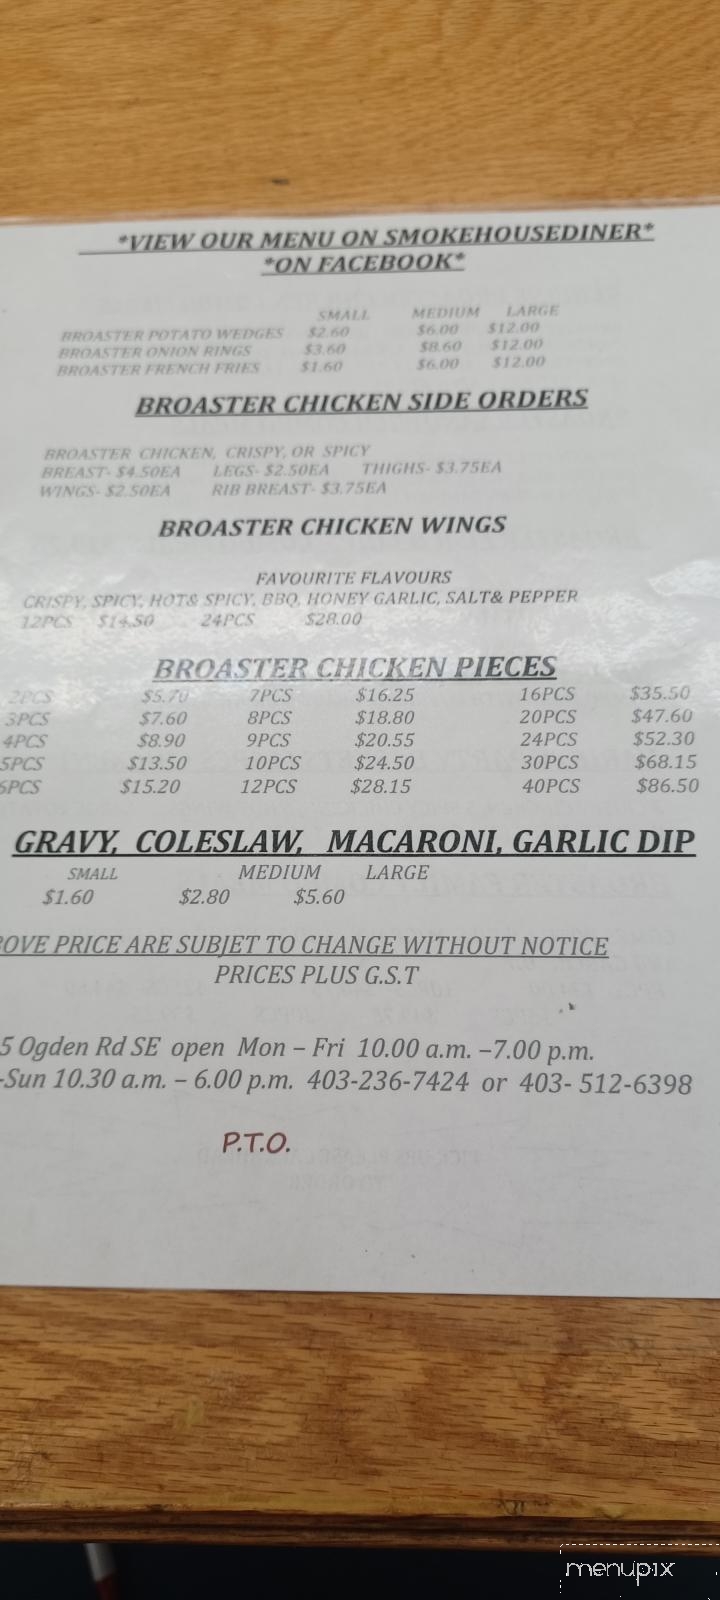 *VIEW OUR MENU ON SMOKEHOUSEDINER*
*ON FACEBOOK*
SMALL MEDIUM LARGE
BROASTER POTATO WEDGES $2.60 $6.00 $12.00
BROASTER ONION RINGS $3.60 $8.60 $12.00
BROASTER FRENCH FRIES $1.60 $6.00 $12.00
BROASTER CHICKEN SIDE ORDERS
BROASTER CHICKEN, CRISPY, OR SPICY
BREAST- $4.50EA LEGS- $2.50EA THIGHS- $3.75EA
WINGS- $2.50EA RIB BREAST- $3.75EA
BROASTER CHICKEN WINGS
FAVOURITE FLAVOURS
CRISPY, SPICY, HOT& SPICY, BBQ, HONEY GARLIC, SALT& PEPPER
12PCS $14.50 24PCS $28.00
BROASTER CHICKEN PIECES
2PCS $5.70 7PCS $16.25 16PCS $35.50
3PCS $7.60 8PCS $18.80 20PCS $47.60
4PCS $8.90 9PCS $20.55 24PCS $52.30
5PCS $13.50 10PCS $24.50 30PCS $68.15
6PCS $15.20 12PCS $28.15 40PCS $86.50
GRAVY, COLESLAW, MACARONI, GARLIC DIP
SMALL MEDIUM LARGE
$1.60 $2.80 $5.60
OVE PRICE ARE SUBJET TO CHANGE WITHOUT NOTICE
PRICES PLUS G.S.T
5 Ogden Rd SE open Mon – Fri 10.00 a.m. –7.00 p.m.
-Sun 10.30 a.m. – 6.00 p.m. 403-236-7424 or 403- 512-6398
P.T.O.
menupix